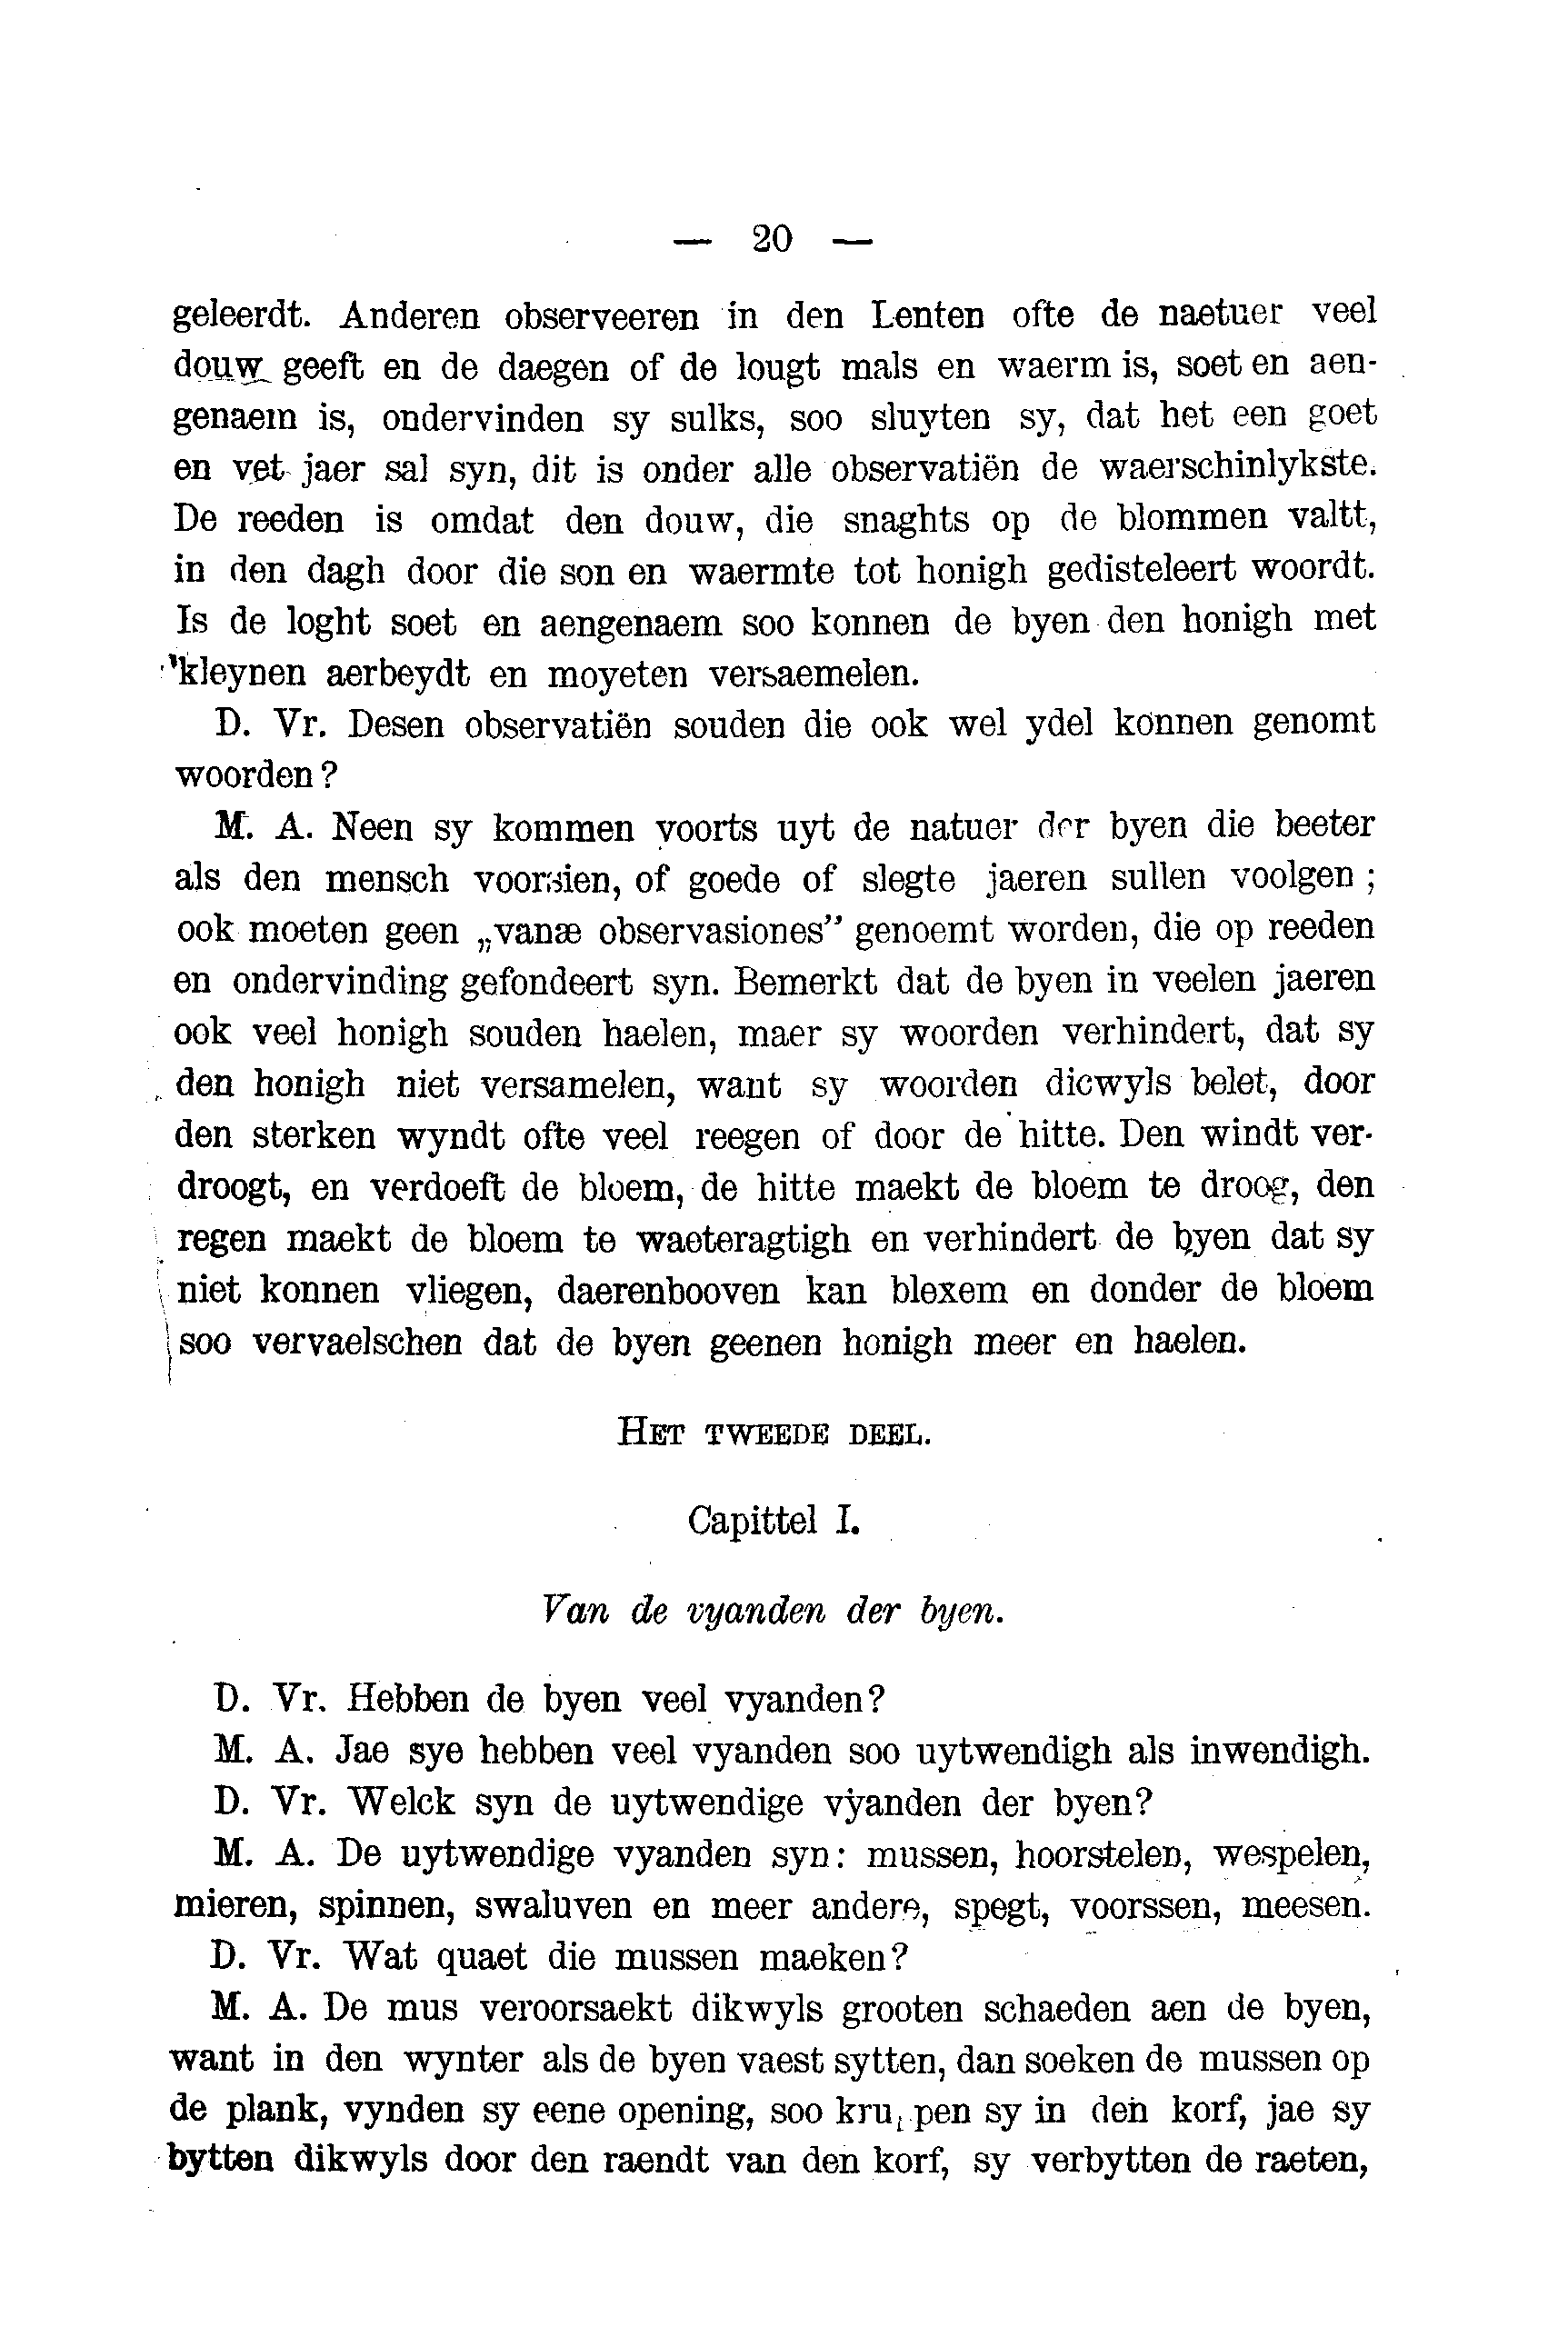 — 20 —
geleerdt. Anderen observeeren in den Lenten ofte de naetuer veel
douw geeft en de daegen of de lougt mals en waerm is, soet en aen-
genaem is, ondervinden sy sulks, soo sluyten sy, dat het een goet
en vet jaer sal syn, dit is onder alle observatiën de waerschinlykste.
De reeden is omdat den douw, die snaghts op de blommen valtt,
in den dagh door die son en waermte tot honigh gedisteleert woordt.
Is de loght soet en aengenaem soo konnen de byen den honigh met
kleynen aerbeydt en moyeten versaemelen.
D. Vr. Desen observatiën souden die ook wel ydel konnen genomt
woorden?
M. A. Neen sy kommen voorts uyt de natuer der byen die beeter
als den mensch voorsien, of goede of slegte jaeren sullen voolgen;
ook moeten geen „vanæ observasiones” genoemt worden, die op reeden
en ondervinding gefondeert syn. Bemerkt dat de byen in veelen jaeren
ook veel honigh souden haelen, maer sy woorden verhindert, dat sy
den honigh niet versamelen, want sy woorden dicwyls belet, door
den sterken wyndt ofte veel reegen of door de hitte. Den windt ver-
droogt, en verdoeft de bloem, de hitte maekt de bloem te droog, den
regen maekt de bloem te waeteragtigh en verhindert de byen dat sy
niet konnen vliegen, daerenbooven kan blexem en donder de bloem
soo vervaelschen dat de byen geenen honigh meer en haelen.
HET TWEEDE DEEL.
Capittel I.
Van de vyanden der byen.
D. Vr. Hebben de byen veel vyanden?
M. A. Jae sye hebben veel vyanden soo uytwendigh als inwendigh.
D. Vr. Welck syn de uytwendige vyanden der byen?
M. A. De uytwendige vyanden syn: mussen, hoorstelen, wespelen,
mieren, spinnen, swaluven en meer andere, spegt, voorssen, meesen.
D. Vr. Wat quaet die mussen maeken?
M. A. De mus veroorsaekt dikwyls grooten schaeden aen de byen,
want in den wynter als de byen vaest sytten, dan soeken de mussen op
de plank, vynden sy eene opening, soo kruipen sy in den korf, jae sy
bytten dikwyls door den raendt van den korf, sy verbytten de raeten,